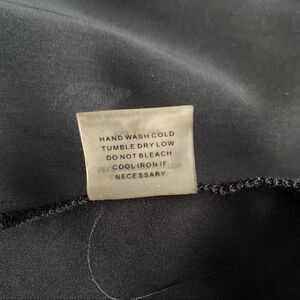 HAND WASH COLD
TUMBLE DRY LOW
DO NOT BLEACH
COOL IRON IF
NECESSARY